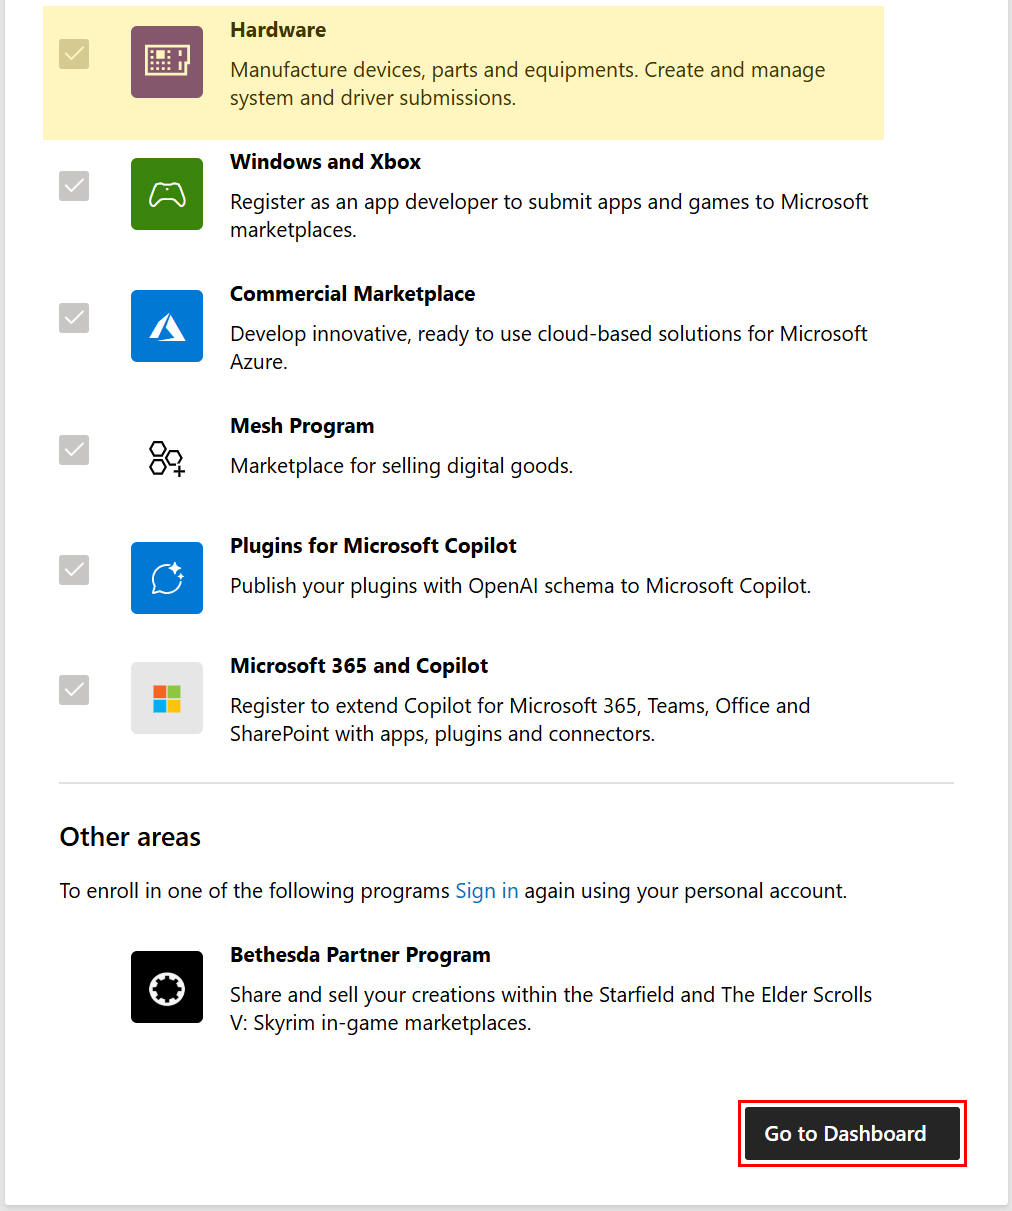 Hardware
Manufacture devices, parts and equipments. Create and manage
system and driver submissions.
Windows and Xbox
Register as an app developer to submit apps and games to Microsoft
marketplaces.
Commercial Marketplace
Develop innovative, ready to use cloud-based solutions for Microsoft
Azure.
Mesh Program
Marketplace for selling digital goods.
Plugins for Microsoft Copilot
Publish your plugins with OpenAI schema to Microsoft Copilot.
Microsoft 365 and Copilot
Register to extend Copilot for Microsoft 365, Teams, Office and
SharePoint with apps, plugins and connectors.
Other areas
To enroll in one of the following programs Sign in again using your personal account.
Bethesda Partner Program
Share and sell your creations within the Starfield and The Elder Scrolls
V: Skyrim in-game marketplaces.
Go to Dashboard